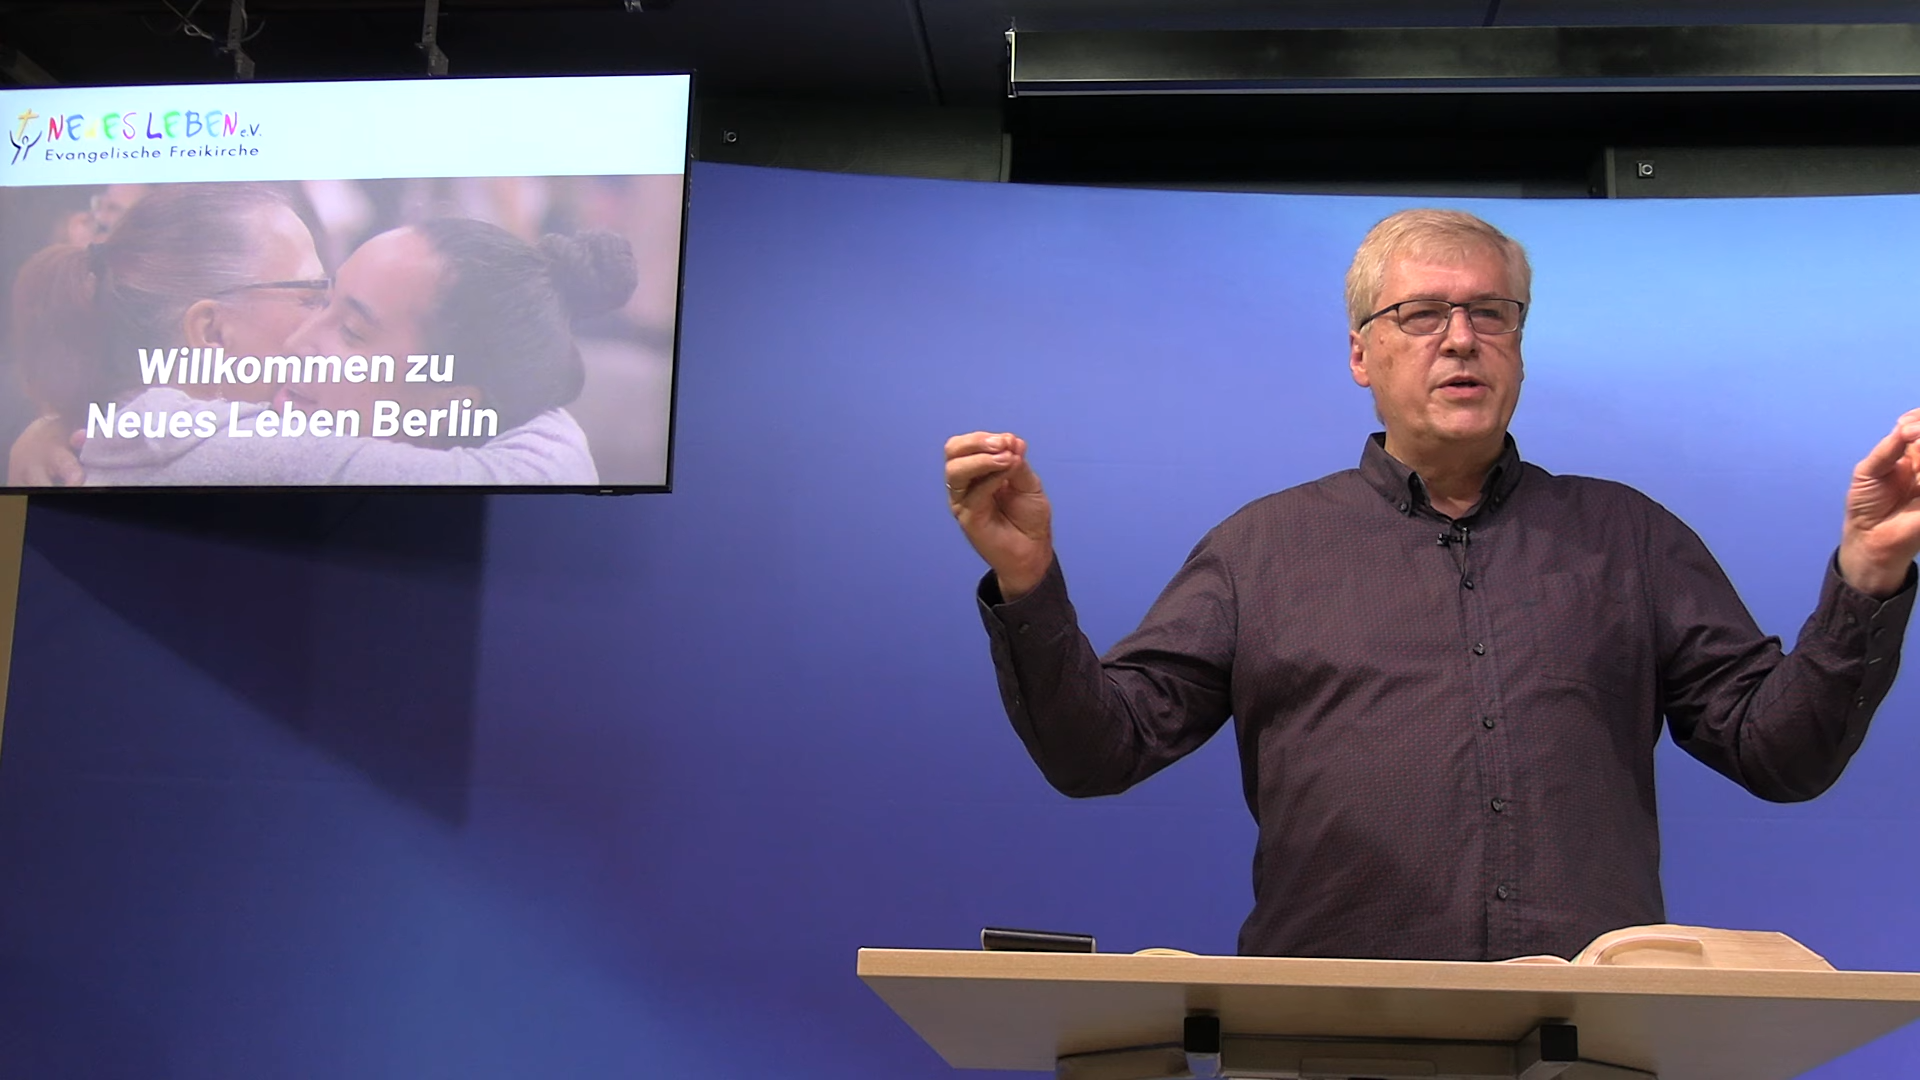 NEUES LEBEN e.V.
Evangelische Freikirche
Willkommen zu
Neues Leben Berlin